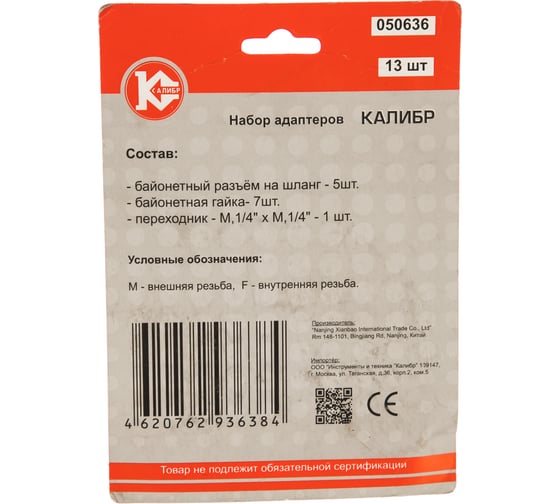 050636
13 шт
КАЛИБР
Набор адаптеров КАЛИБР
Состав:
- байонетный разъём на шланг - 5шт.
- байонетная гайка- 7шт.
- переходник - М,1/4" х М,1/4" - 1 шт.
Условные обозначения:
М - внешняя резьба, F - внутренняя резьба.
Производитель:
"Nanjing Xianbao International Trade Co., Ltd"
Rm 148-1101, Bingjiang Rd, Nanjing, Китай
Импортёр:
ООО "Инструменты и техника "Калибр" 139147,
г. Москва, ул. Таганская, д.36, корп.2, ком.5
4 620762 936384
CE
Товар не подлежит обязательной сертификации